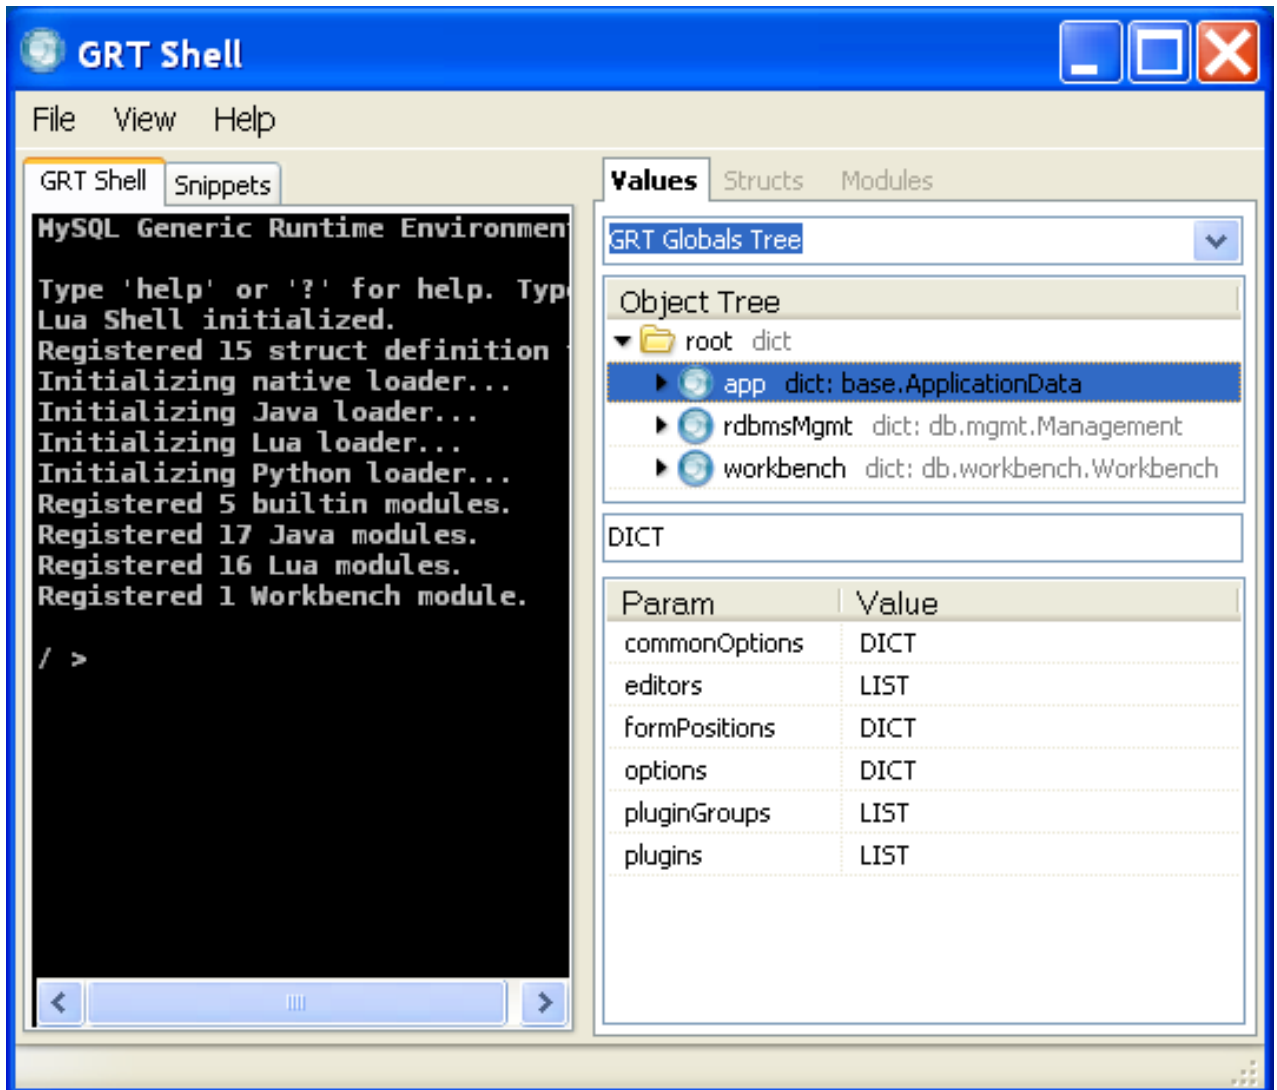 GRT Shell
File View Help
GRT Shell Snippets
MySQL Generic Runtime Environmen
Type 'help' or '?' for help. Typ
Lua Shell initialized.
Registered 15 struct definition
Initializing native loader...
Initializing Java loader...
Initializing Lua loader...
Initializing Python loader...
Registered 5 builtin modules.
Registered 17 Java modules.
Registered 16 Lua modules.
Registered 1 Workbench module.
/ >
Values Structs Modules
GRT Globals Tree
Object Tree
root dict
app dict: base.ApplicationData
rdbmsMgmt dict: db.mgmt.Management
workbench dict: db.workbench.Workbench
DICT
Param Value
commonOptions DICT
editors LIST
formPositions DICT
options DICT
pluginGroups LIST
plugins LIST